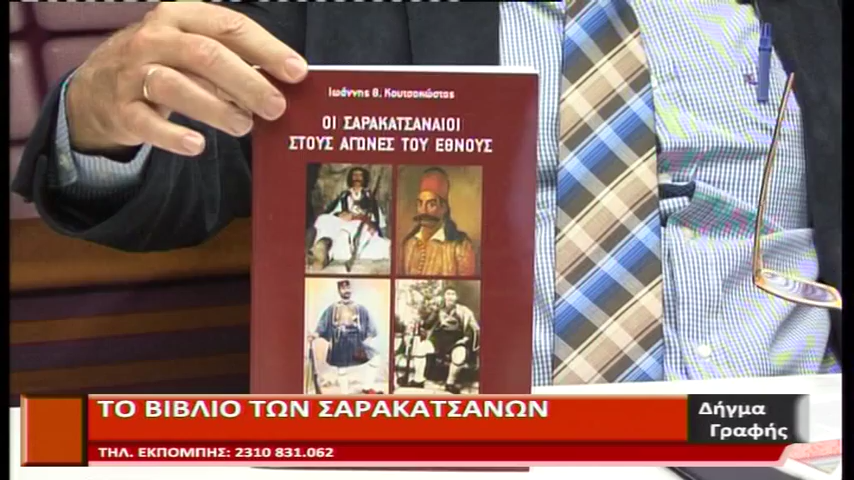 Ιωάννης Θ. Κουτσοκώστας
ΟΙ ΣΑΡΑΚΑΤΣΑΝΑΙΟΙ
ΣΤΟΥΣ ΑΓΩΝΕΣ ΤΟΥ ΕΘΝΟΥΣ
ΤΟ ΒΙΒΛΙΟ ΤΩΝ ΣΑΡΑΚΑΤΣΑΝΩΝ
Δήγμα
Γραφής
ΤΗΛ. ΕΚΠΟΜΠΗΣ: 2310 831.062